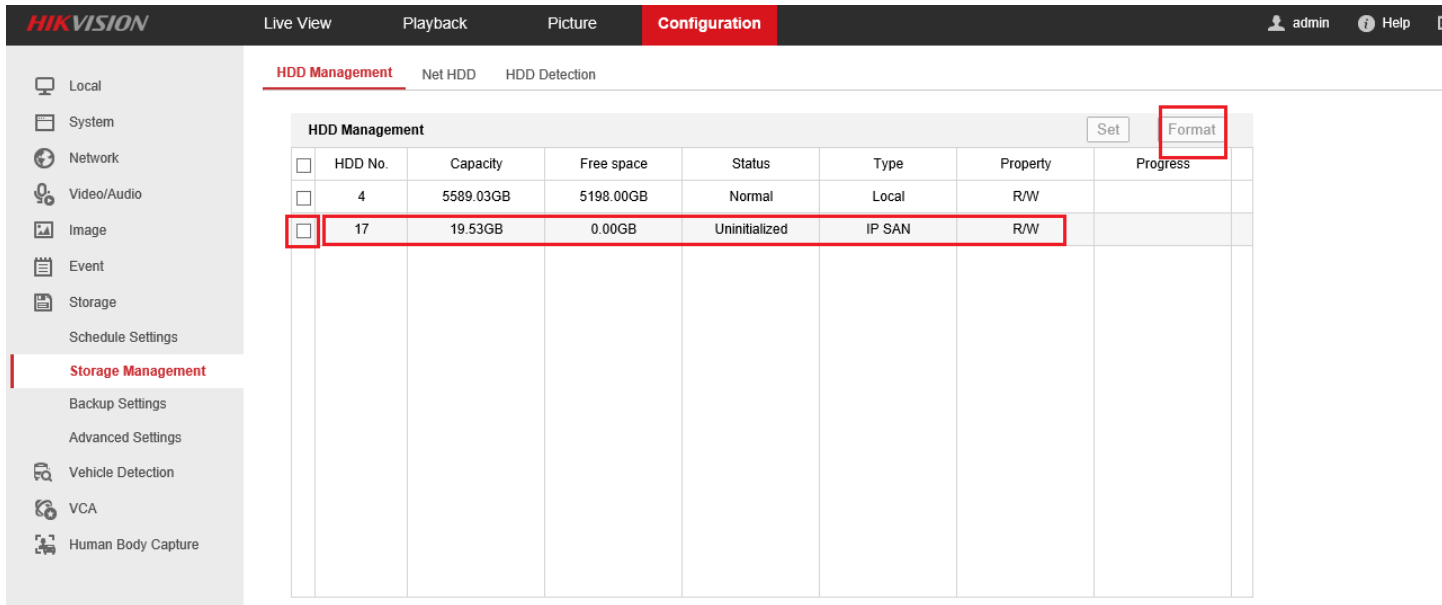 HIKVISION Live View Playback Picture Configuration admin Help
HDD Management Net HDD HDD Detection
Local
System
Network
Video/Audio
Image
Event
Storage
Schedule Settings
Storage Management
Backup Settings
Advanced Settings
Vehicle Detection
VCA
Human Body Capture
HDD Management Set Format
HDD No. Capacity Free space Status Type Property Progress
4 5589.03GB 5198.00GB Normal Local R/W
17 19.53GB 0.00GB Uninitialized IP SAN R/W